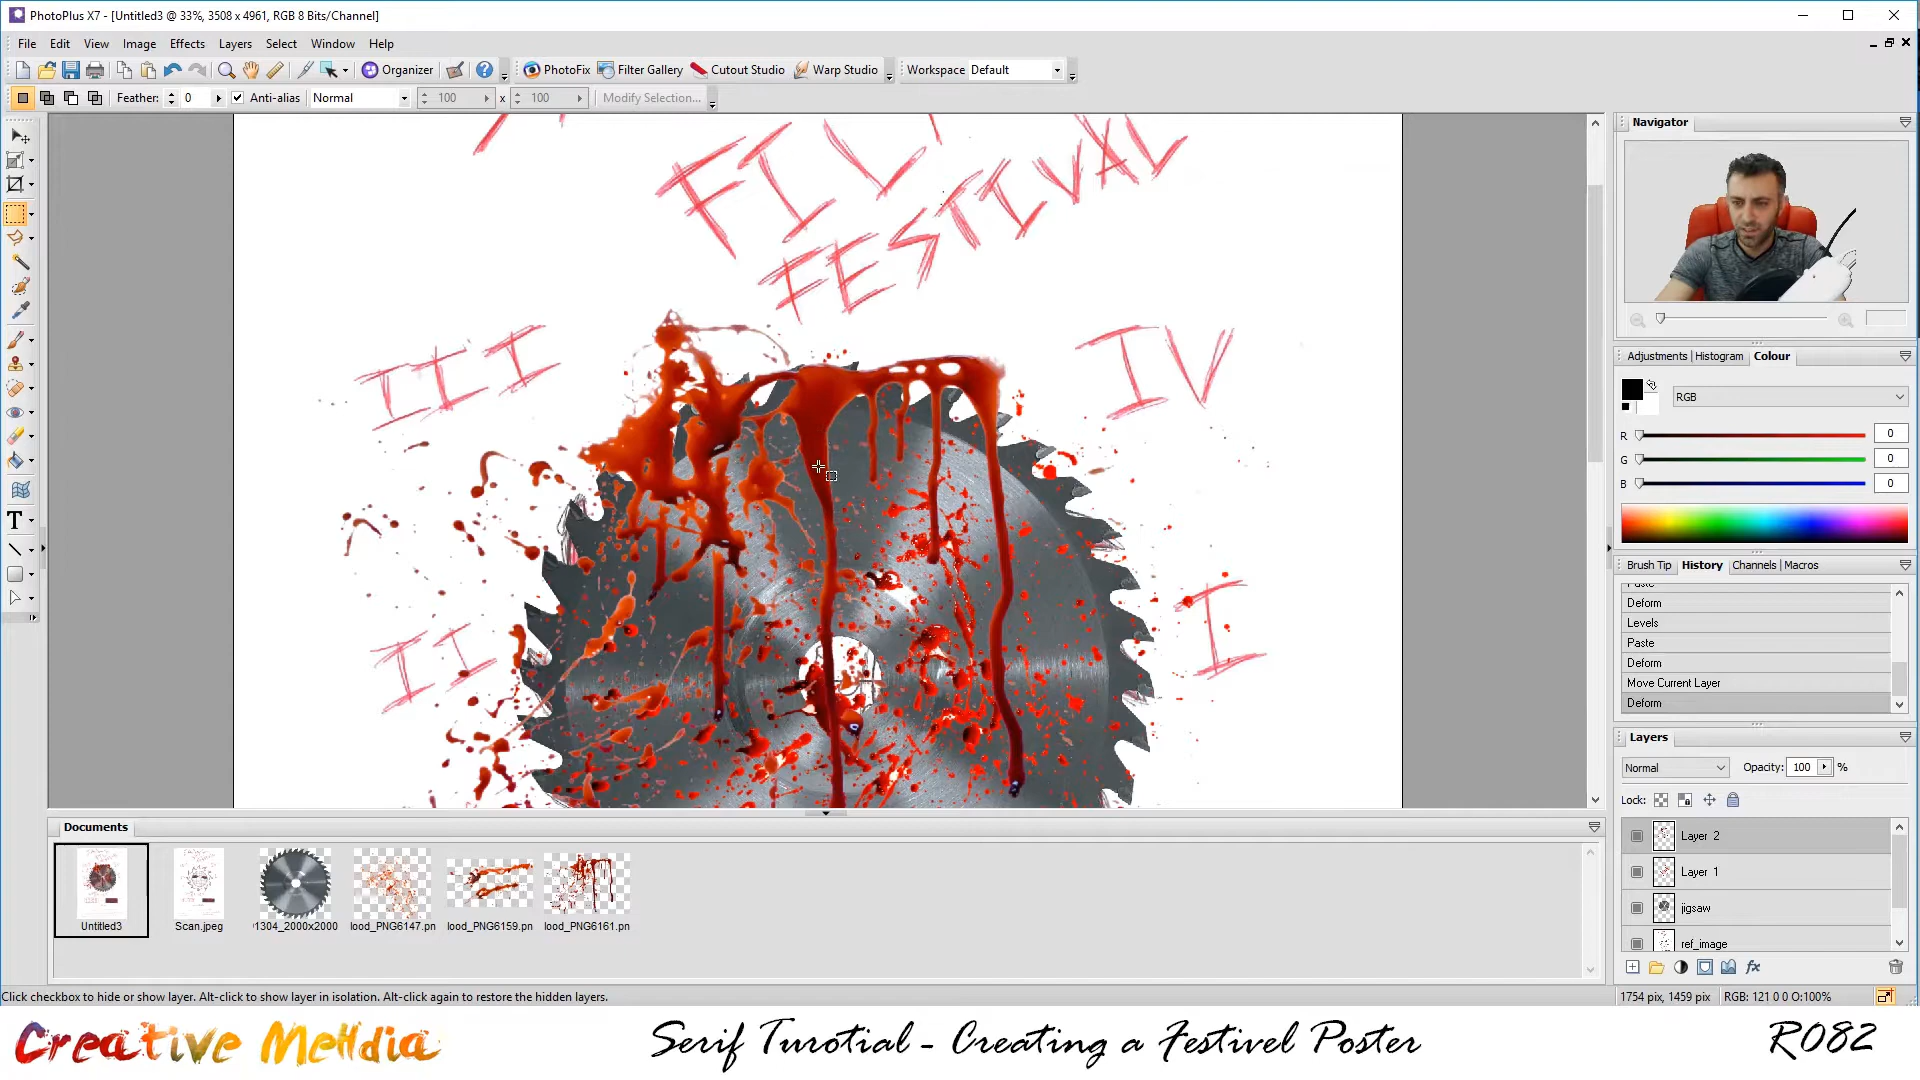 PhotoPlus X7 - [Untitled3 @ 33%, 3508 x 4961, RGB 8 Bits/Channel]
File Edit View Image Effects Layers Select Window Help
Organizer PhotoFix Filter Gallery Cutout Studio Warp Studio Workspace Default
Feather: 0 Anti-alias Normal 100 x 100 Modify Selection...
Navigator
FESTIVAL
III
IV
II
I
Adjustments | Histogram Colour
RGB
R 0
G 0
B 0
Brush Tip History Channels | Macros
Deform
Levels
Paste
Deform
Move Current Layer
Deform
Layers
Normal Opacity: 100 %
Lock:
Layer 2
Layer 1
jigsaw
ref_image
Documents
Untitled3 Scan.jpeg 1304_2000x2000 lood_PNG6147.pn lood_PNG6159.pn lood_PNG6161.pn
Click checkbox to hide or show layer. Alt-click to show layer in isolation. Alt-click again to restore the hidden layers.
1754 pix, 1459 pix RGB: 121 0 0 O:100%
Creative MeHdia
Serif Turotial - Creating a Festivel Poster
R082